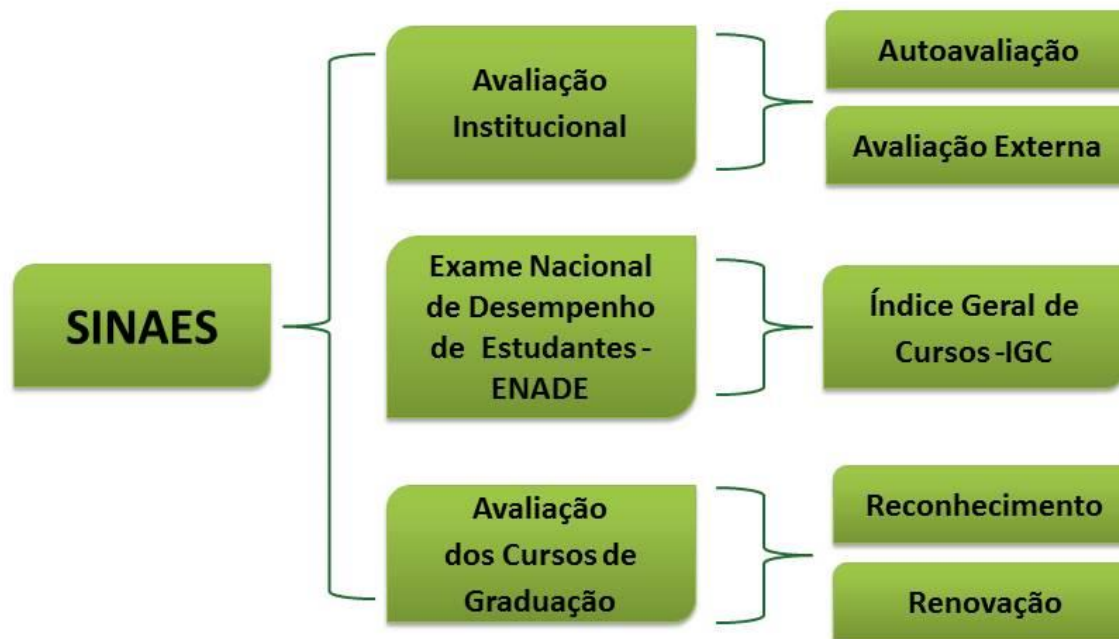 SINAES
Avaliação
Institucional
Autoavaliação
Avaliação Externa
Exame Nacional
de Desempenho
de Estudantes -
ENADE
Índice Geral de
Cursos -IGC
Avaliação
dos Cursos de
Graduação
Reconhecimento
Renovação